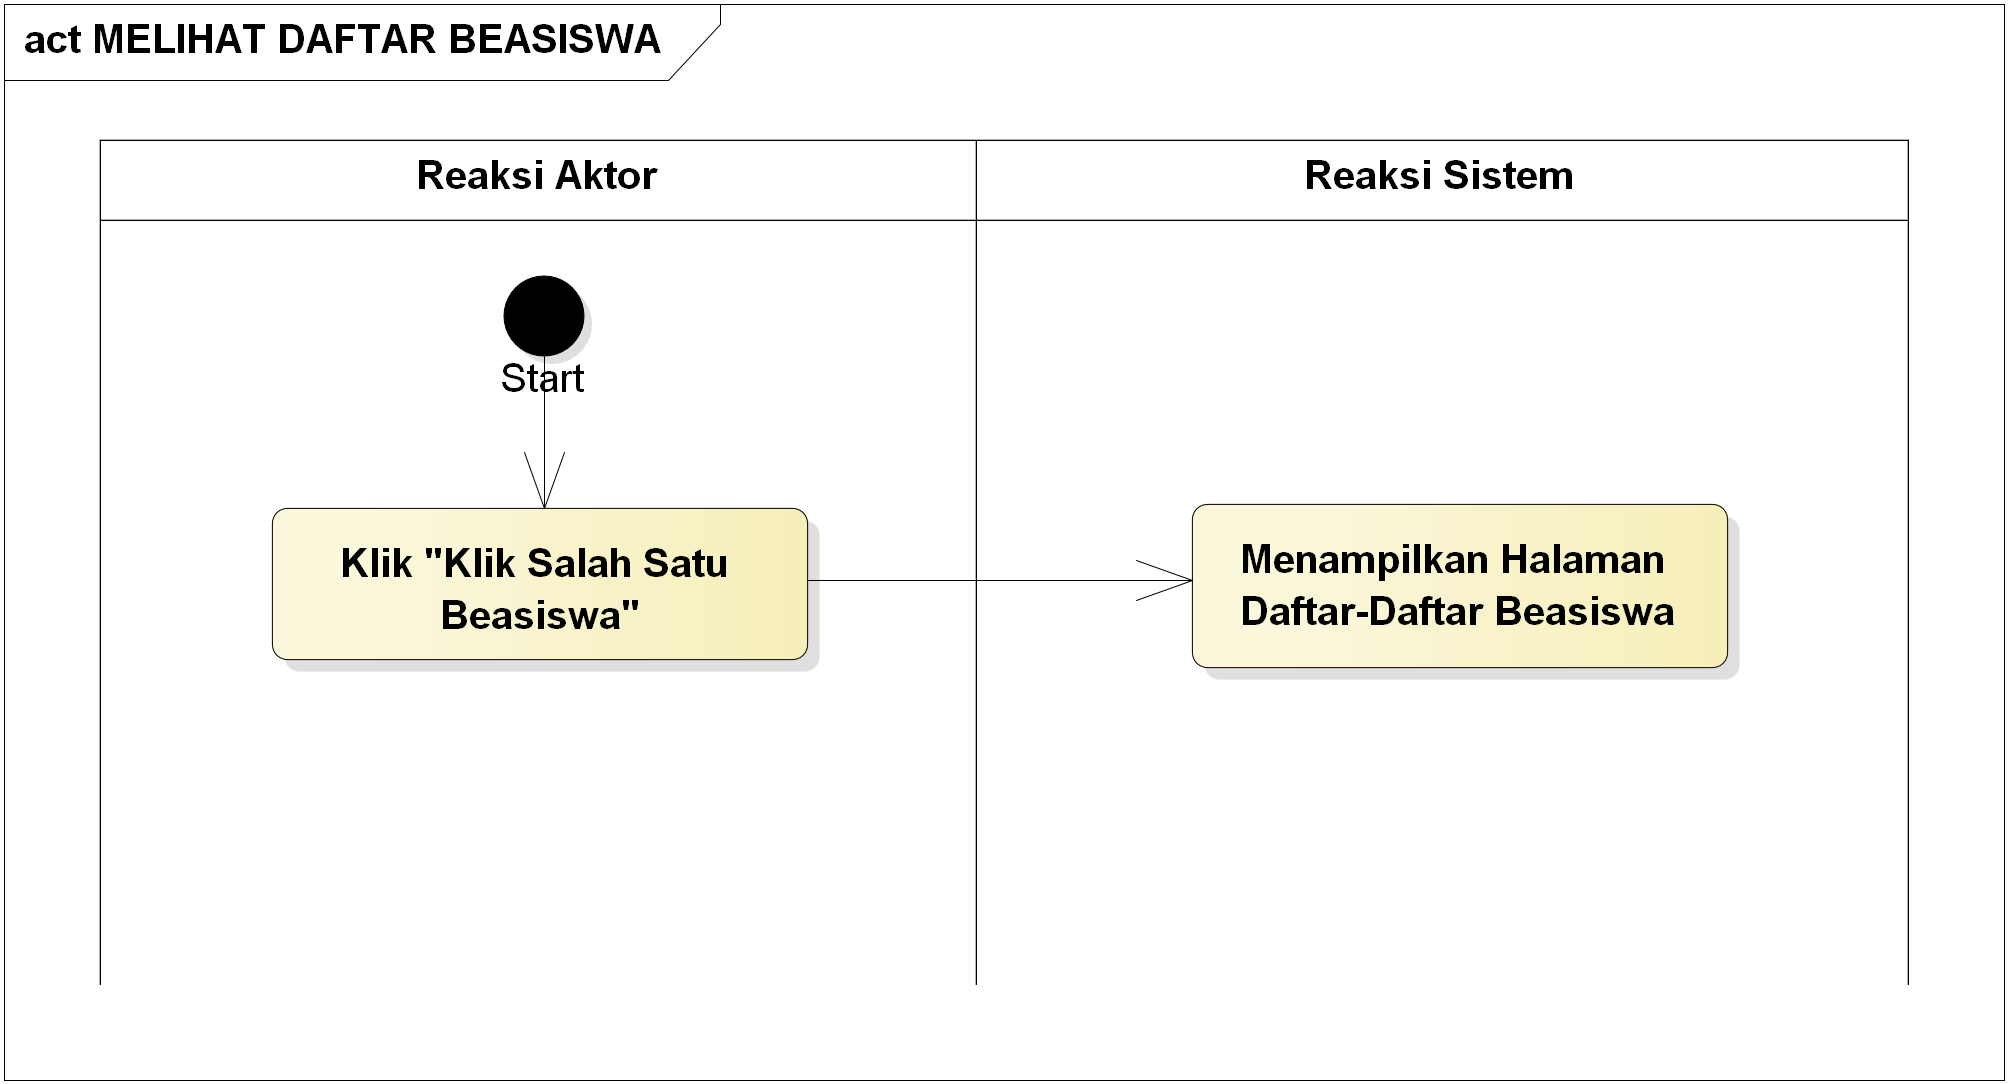 act MELIHAT DAFTAR BEASISWA
Reaksi Aktor
Reaksi Sistem
Start
Klik "Klik Salah Satu
Beasiswa"
Menampilkan Halaman
Daftar-Daftar Beasiswa